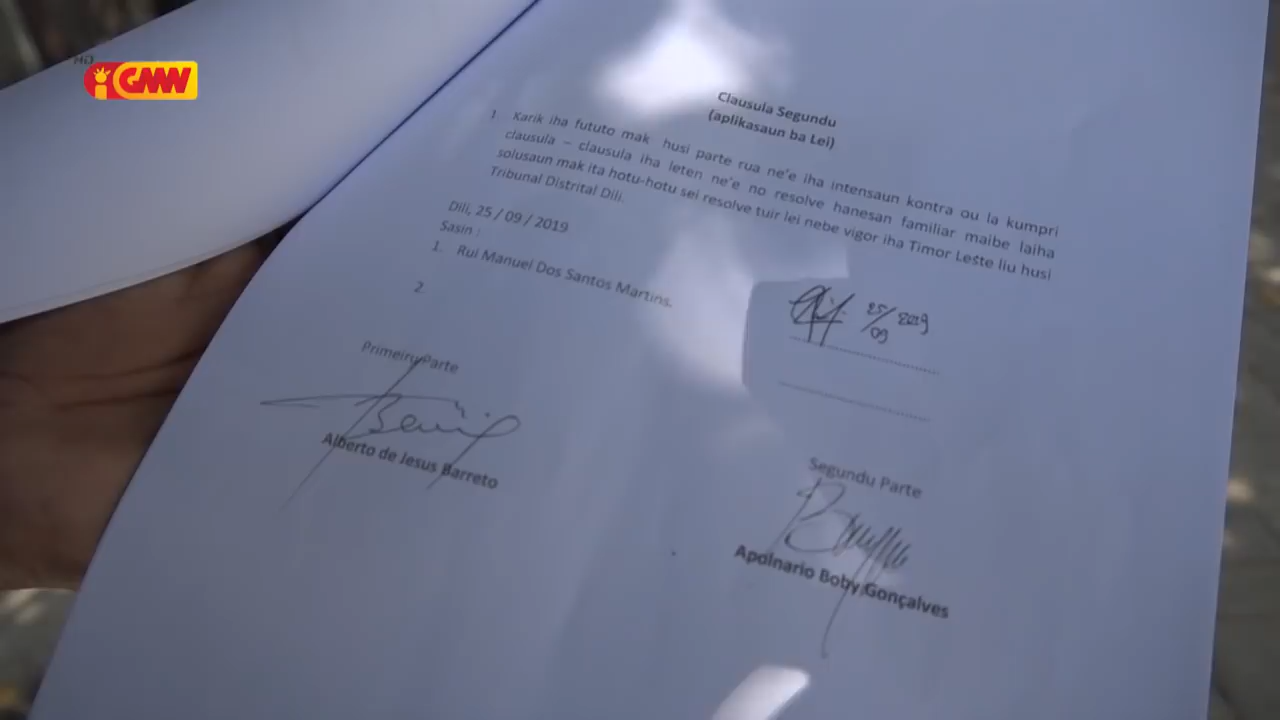 HD
GMN
Clausula Segundu
(aplikasaun ba Lei)
1. Karik iha fututo mak husi parte rua ne'e iha intensaun kontra ou la kumpri
clausula – clausula iha leten ne'e no resolve hanesan familiar maibe laiha
solusaun mak ita hotu-hotu sei resolve tuir lei nebe vigor iha Timor Leste liu husi
Tribunal Distrital Dili.
Dili, 25 / 09 / 2019
Sasin :
1. Rui Manuel Dos Santos Martins.
25/09/2019
2.
Primeiru Parte
Alberto de Jesus Barreto
Segundu Parte
Apolnario Boby Gonçalves